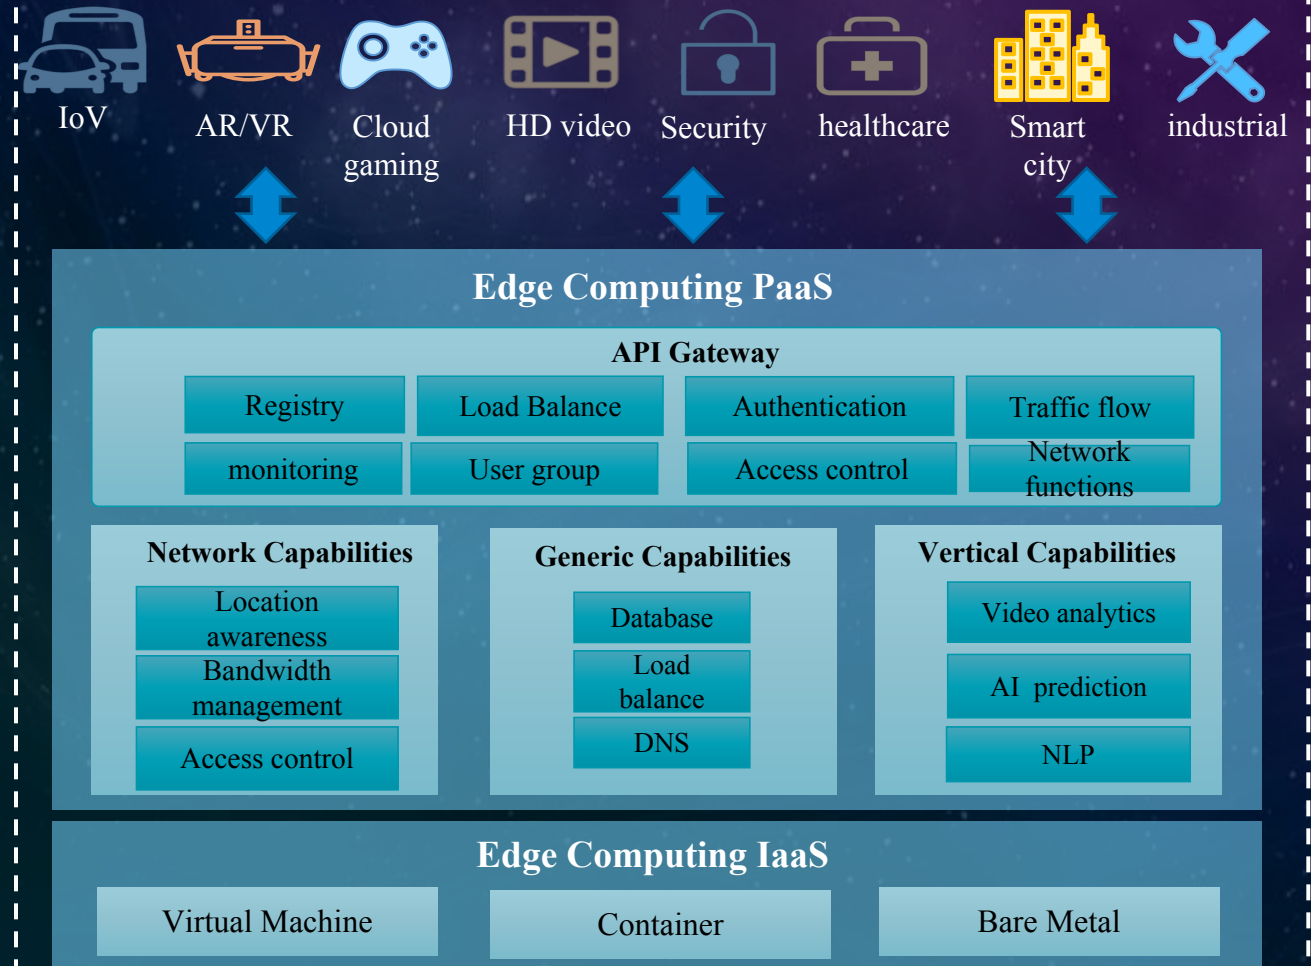 IoV
AR/VR
Cloud
gaming
HD video
Security
healthcare
Smart
city
industrial
Edge Computing PaaS
API Gateway
Registry
Load Balance
Authentication
Traffic flow
monitoring
User group
Access control
Network
functions
Network Capabilities
Location
awareness
Bandwidth
management
Access control
Generic Capabilities
Database
Load
balance
DNS
Vertical Capabilities
Video analytics
AI prediction
NLP
Edge Computing IaaS
Virtual Machine
Container
Bare Metal